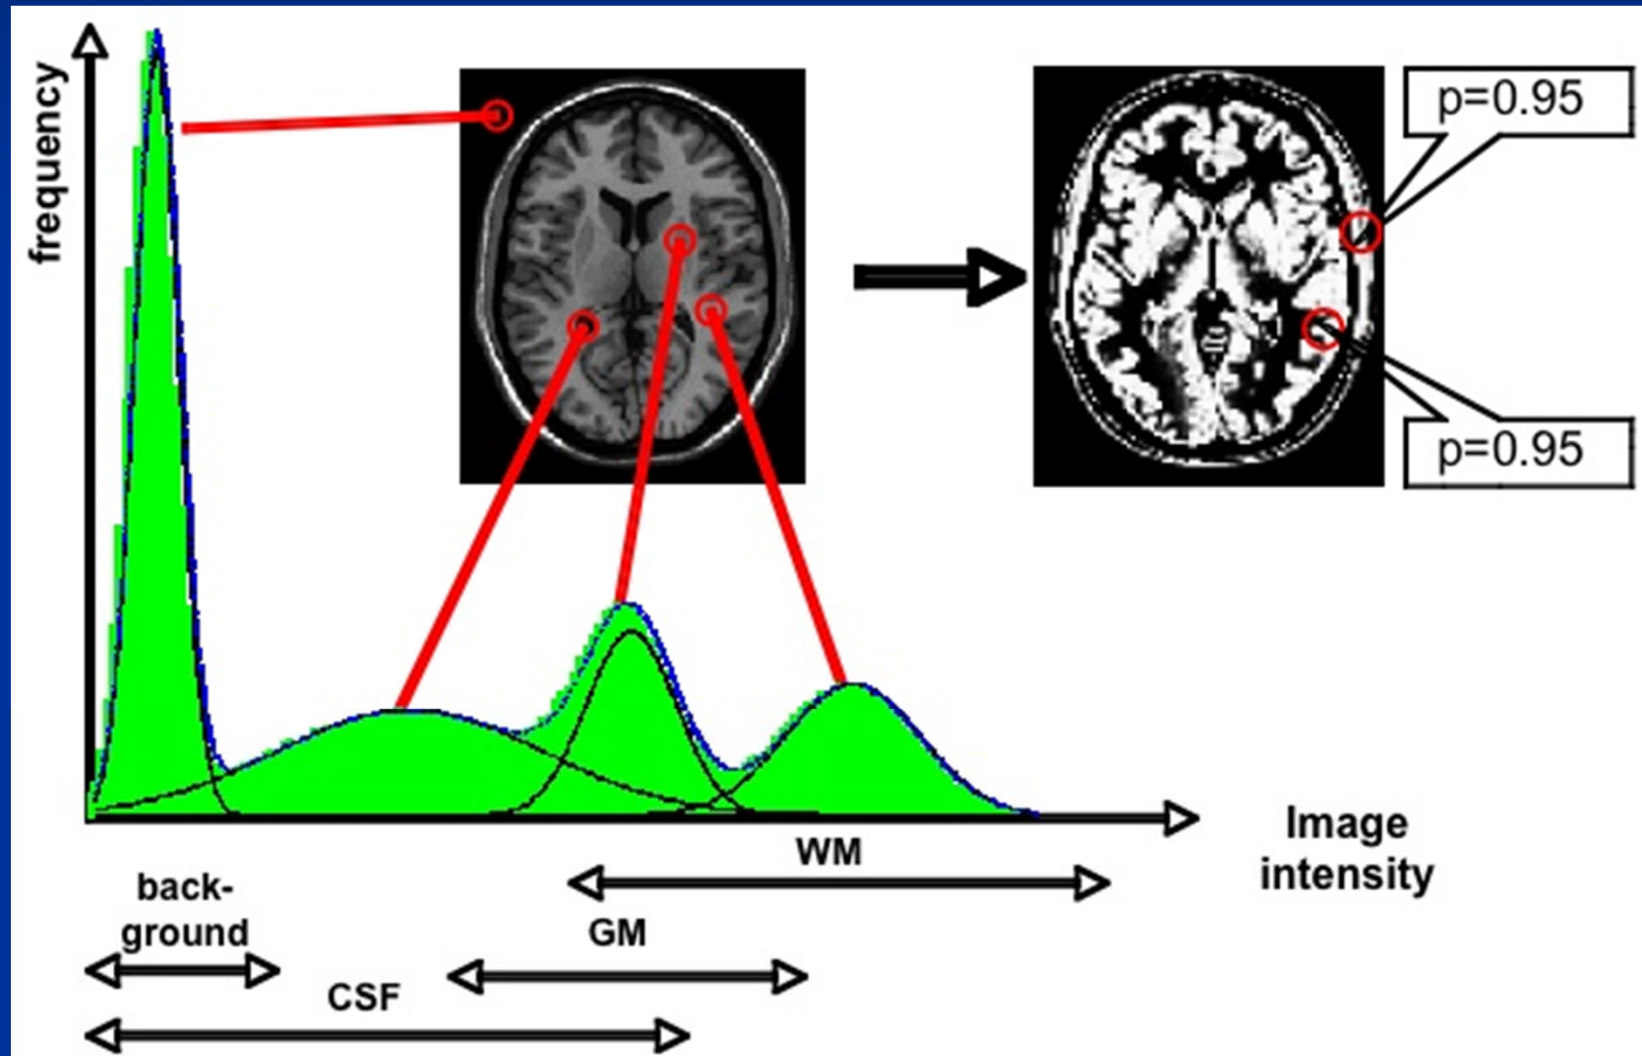 frequency
p=0.95
p=0.95
Image
intensity
WM
back-
ground
GM
CSF